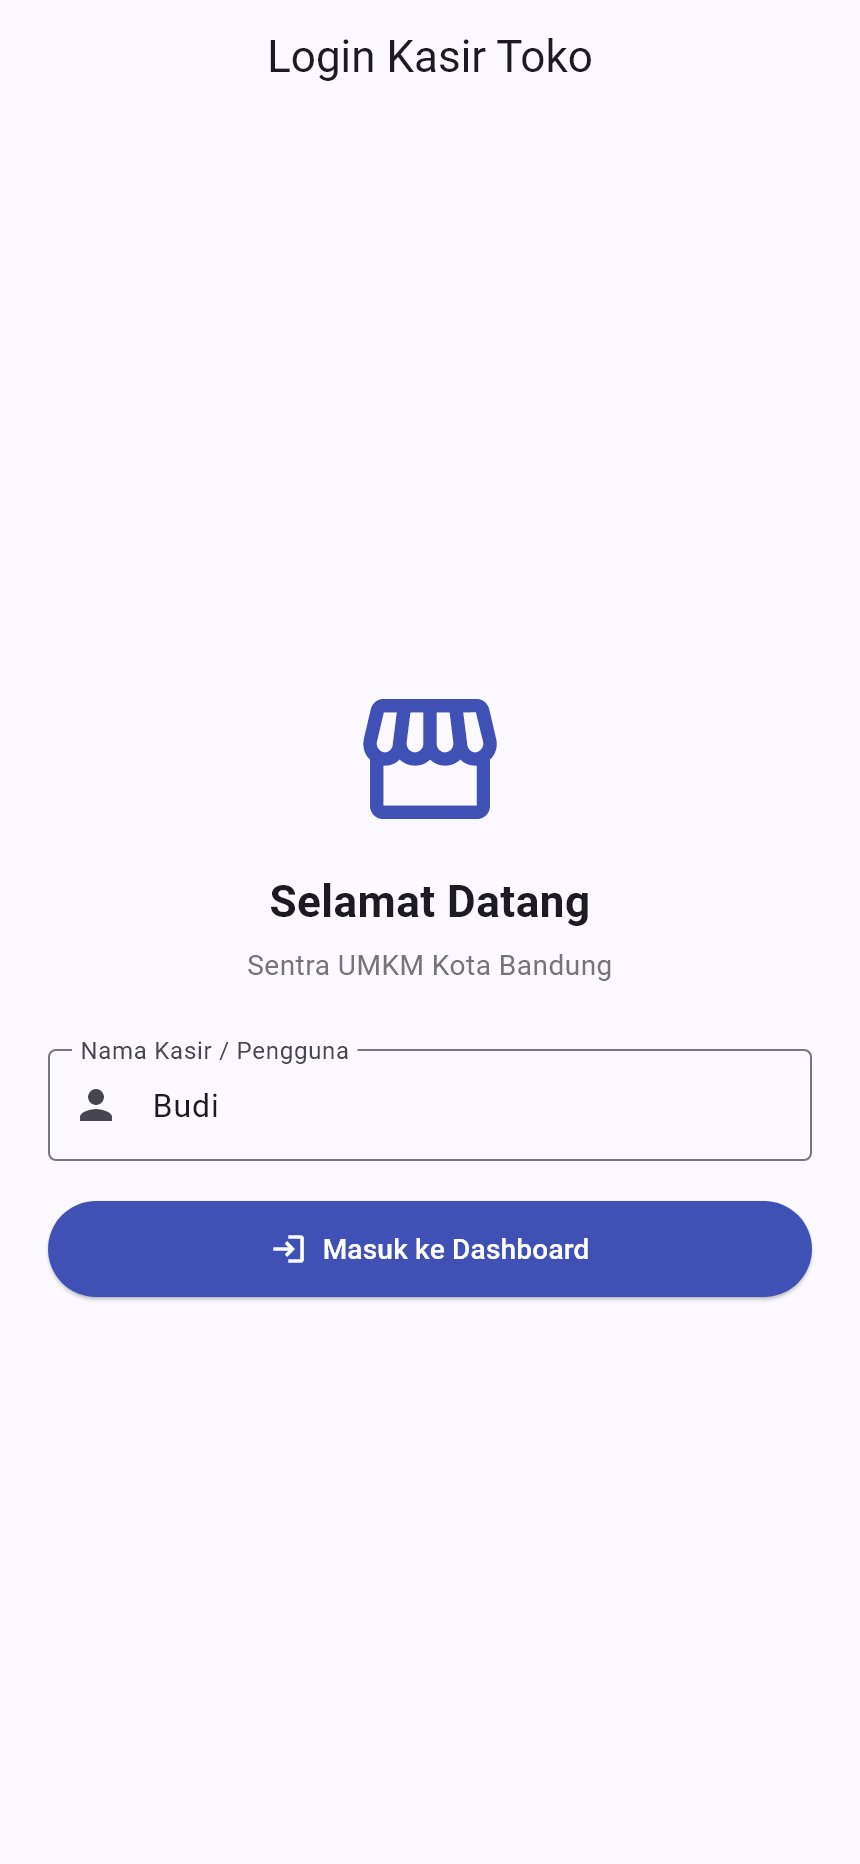 Login Kasir Toko
Selamat Datang
Sentra UMKM Kota Bandung
Nama Kasir / Pengguna
Budi
Masuk ke Dashboard